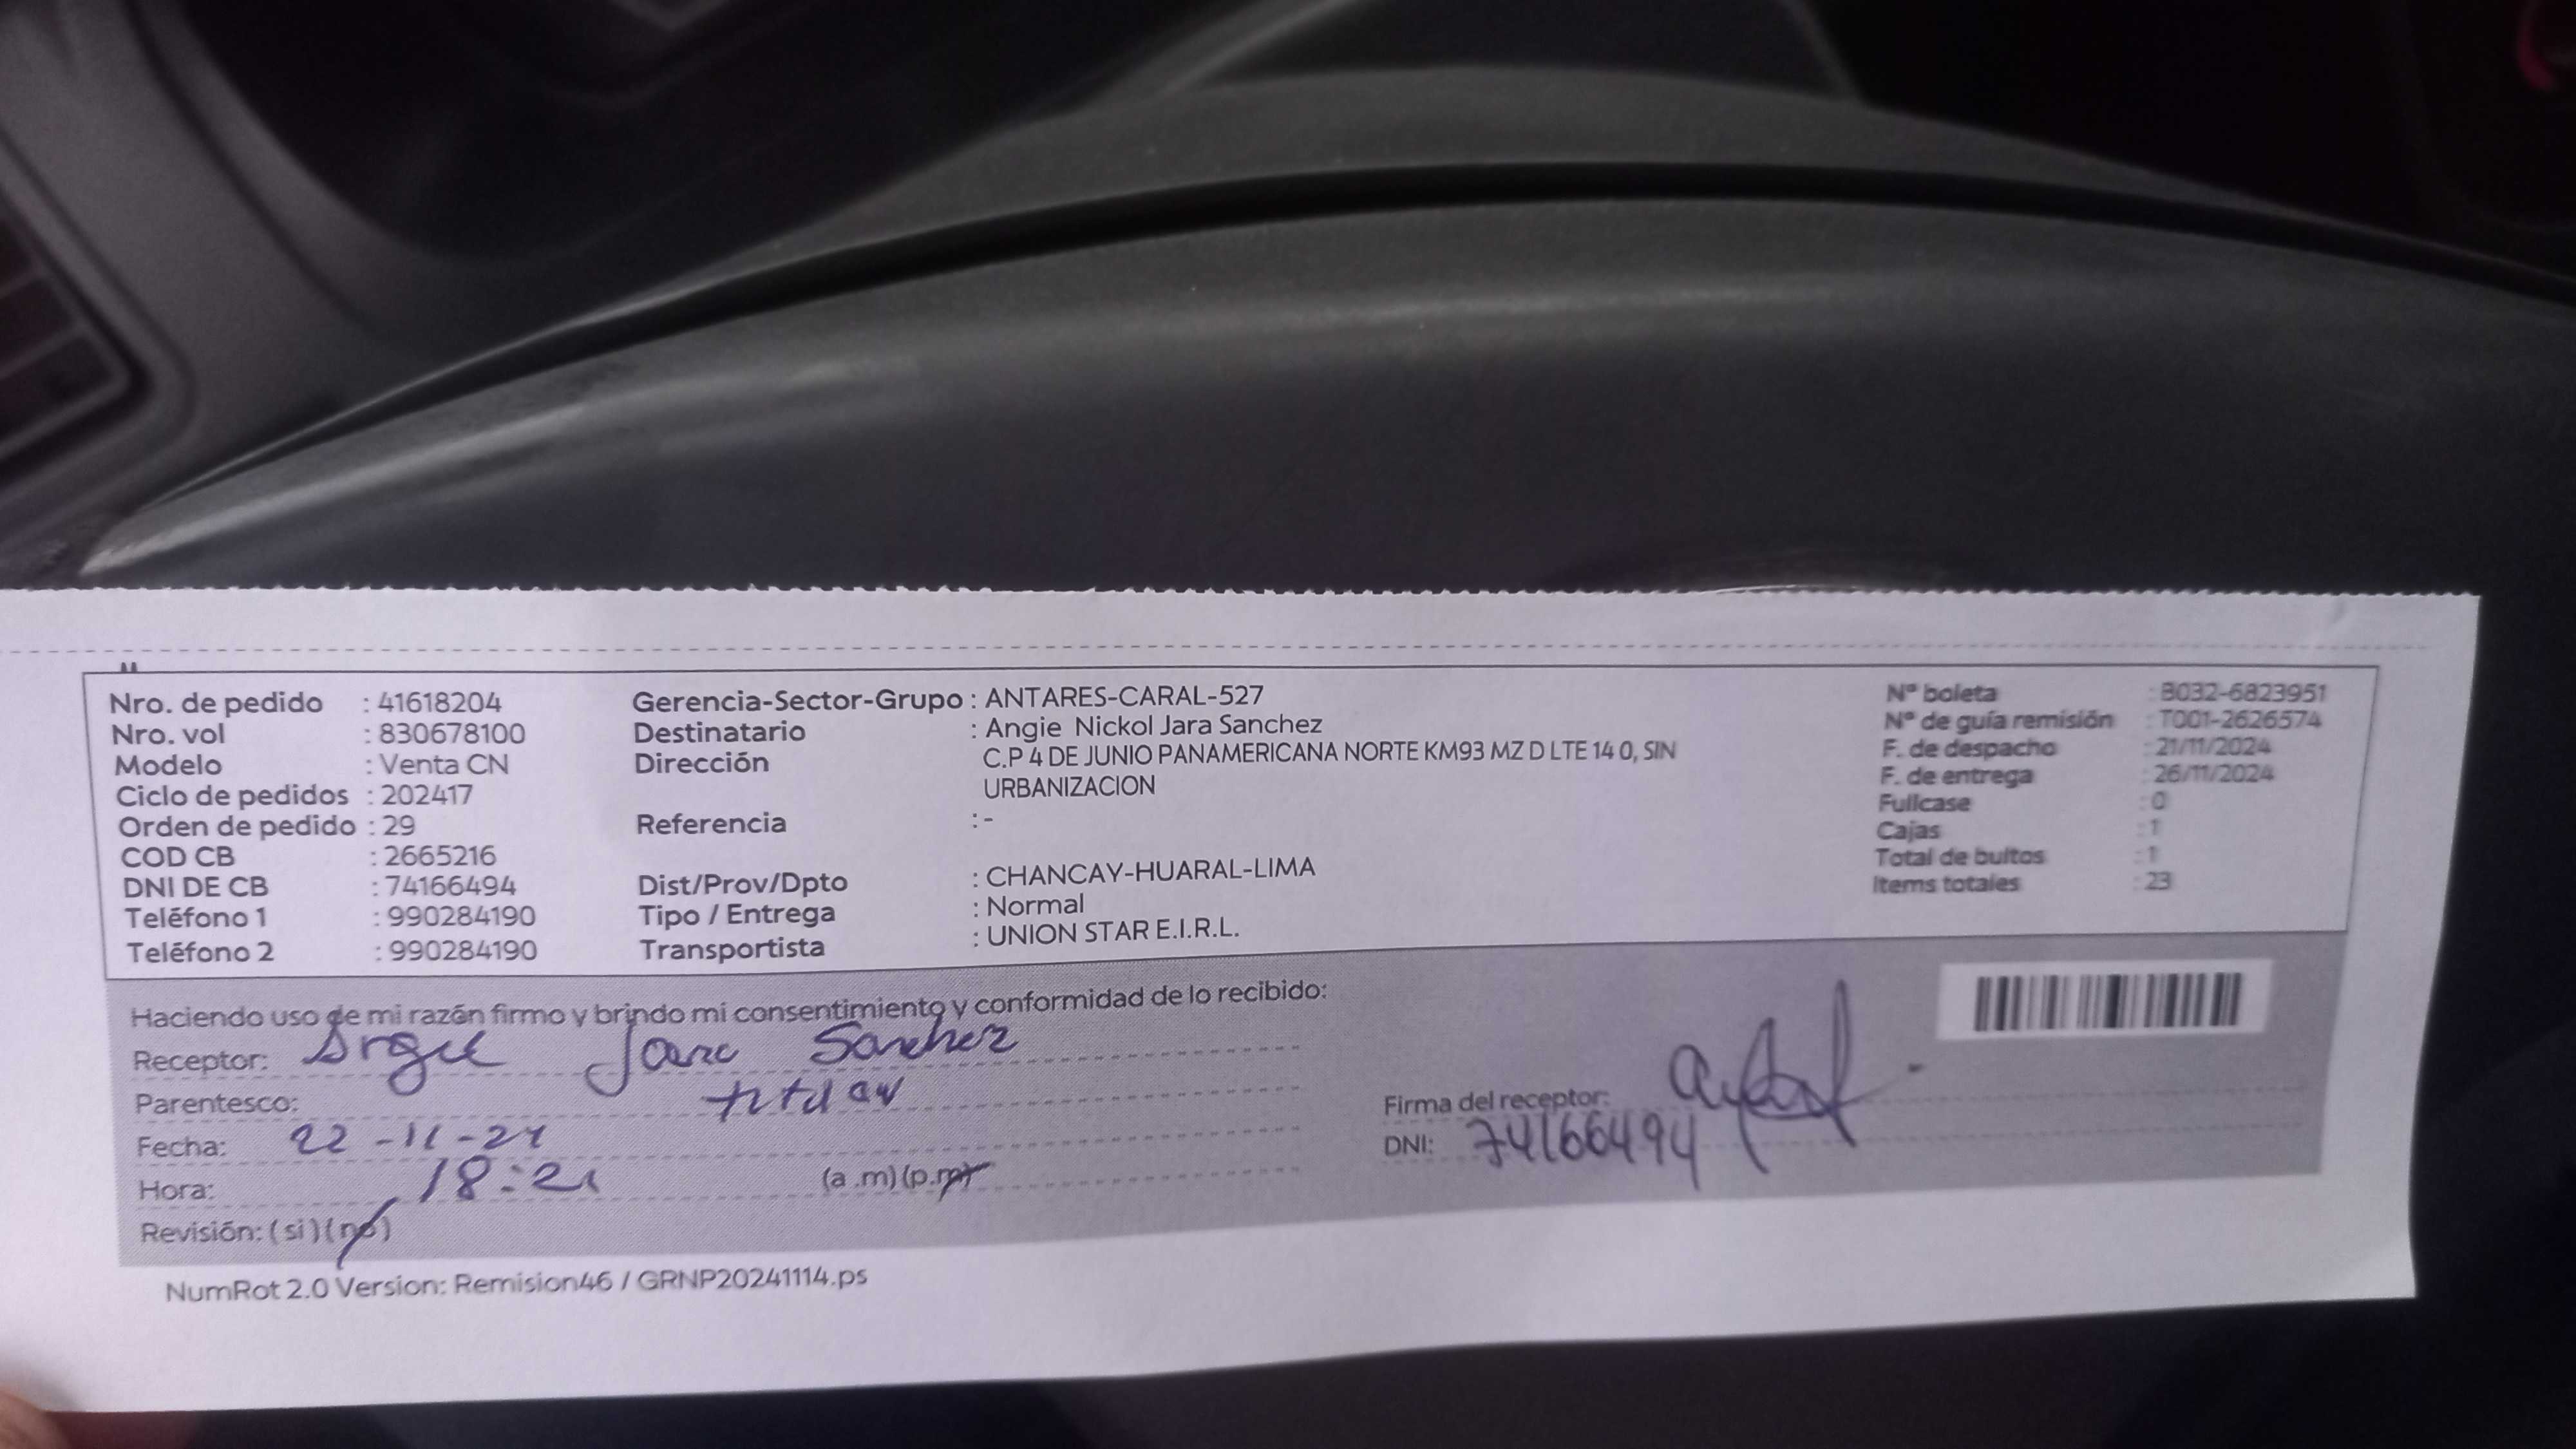 Nro. de pedido : 41618204
Nro. vol : 830678100
Modelo : Venta CN
Ciclo de pedidos : 202417
Orden de pedido : 29
COD CB : 2665216
DNI DE CB : 74166494
Teléfono 1 : 990284190
Teléfono 2 : 990284190
Gerencia-Sector-Grupo : ANTARES-CARAL-527
Destinatario : Angie Nickol Jara Sanchez
Dirección C.P 4 DE JUNIO PANAMERICANA NORTE KM93 MZ D LTE 14 0, SIN
URBANIZACION
Referencia : -
Dist/Prov/Dpto : CHANCAY-HUARAL-LIMA
Tipo / Entrega : Normal
Transportista : UNION STAR E.I.R.L.
Nº boleta : B032-6823951
Nº de guía remisión : T001-2626574
F. de despacho : 21/11/2024
F. de entrega : 26/11/2024
Fullcase : 0
Cajas : 1
Total de bultos : 1
Items totales : 23
Haciendo uso de mi razón firmo y brindo mi consentimiento y conformidad de lo recibido:
Receptor: Angie Jara Sanchez
Parentesco: titular
Fecha: 22-11-24
Hora: 18:21 (a .m) (p.m)
Revisión: ( si ) ( no )
Firma del receptor:
DNI: 74166494
NumRot 2.0 Version: Remision46 / GRNP20241114.ps